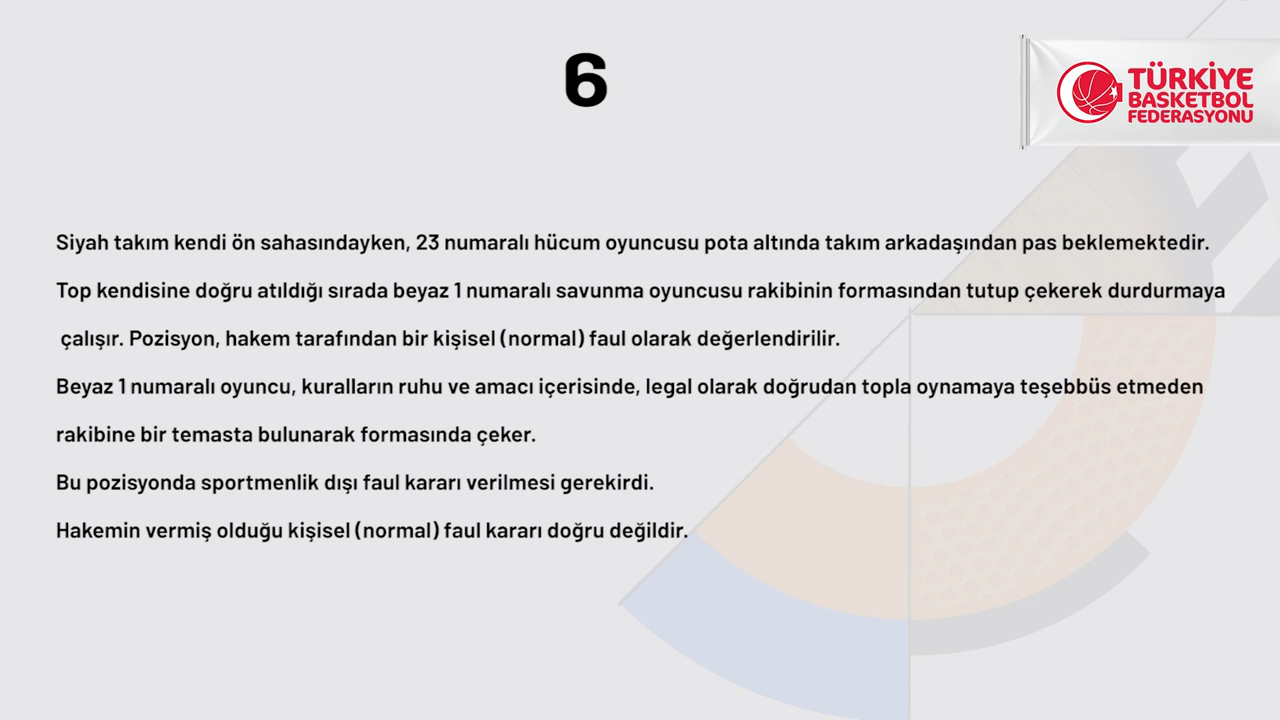 6
TÜRKİYE
BASKETBOL
FEDERASYONU
Siyah takım kendi ön sahasındayken, 23 numaralı hücum oyuncusu pota altında takım arkadaşından pas beklemektedir.
Top kendisine doğru atıldığı sırada beyaz 1 numaralı savunma oyuncusu rakibinin formasından tutup çekerek durdurmaya
çalışır. Pozisyon, hakem tarafından bir kişisel (normal) faul olarak değerlendirilir.
Beyaz 1 numaralı oyuncu, kuralların ruhu ve amacı içerisinde, legal olarak doğrudan topla oynamaya teşebbüs etmeden
rakibine bir temasta bulunarak formasında çeker.
Bu pozisyonda sportmenlik dışı faul kararı verilmesi gerekirdi.
Hakemin vermiş olduğu kişisel (normal) faul kararı doğru değildir.